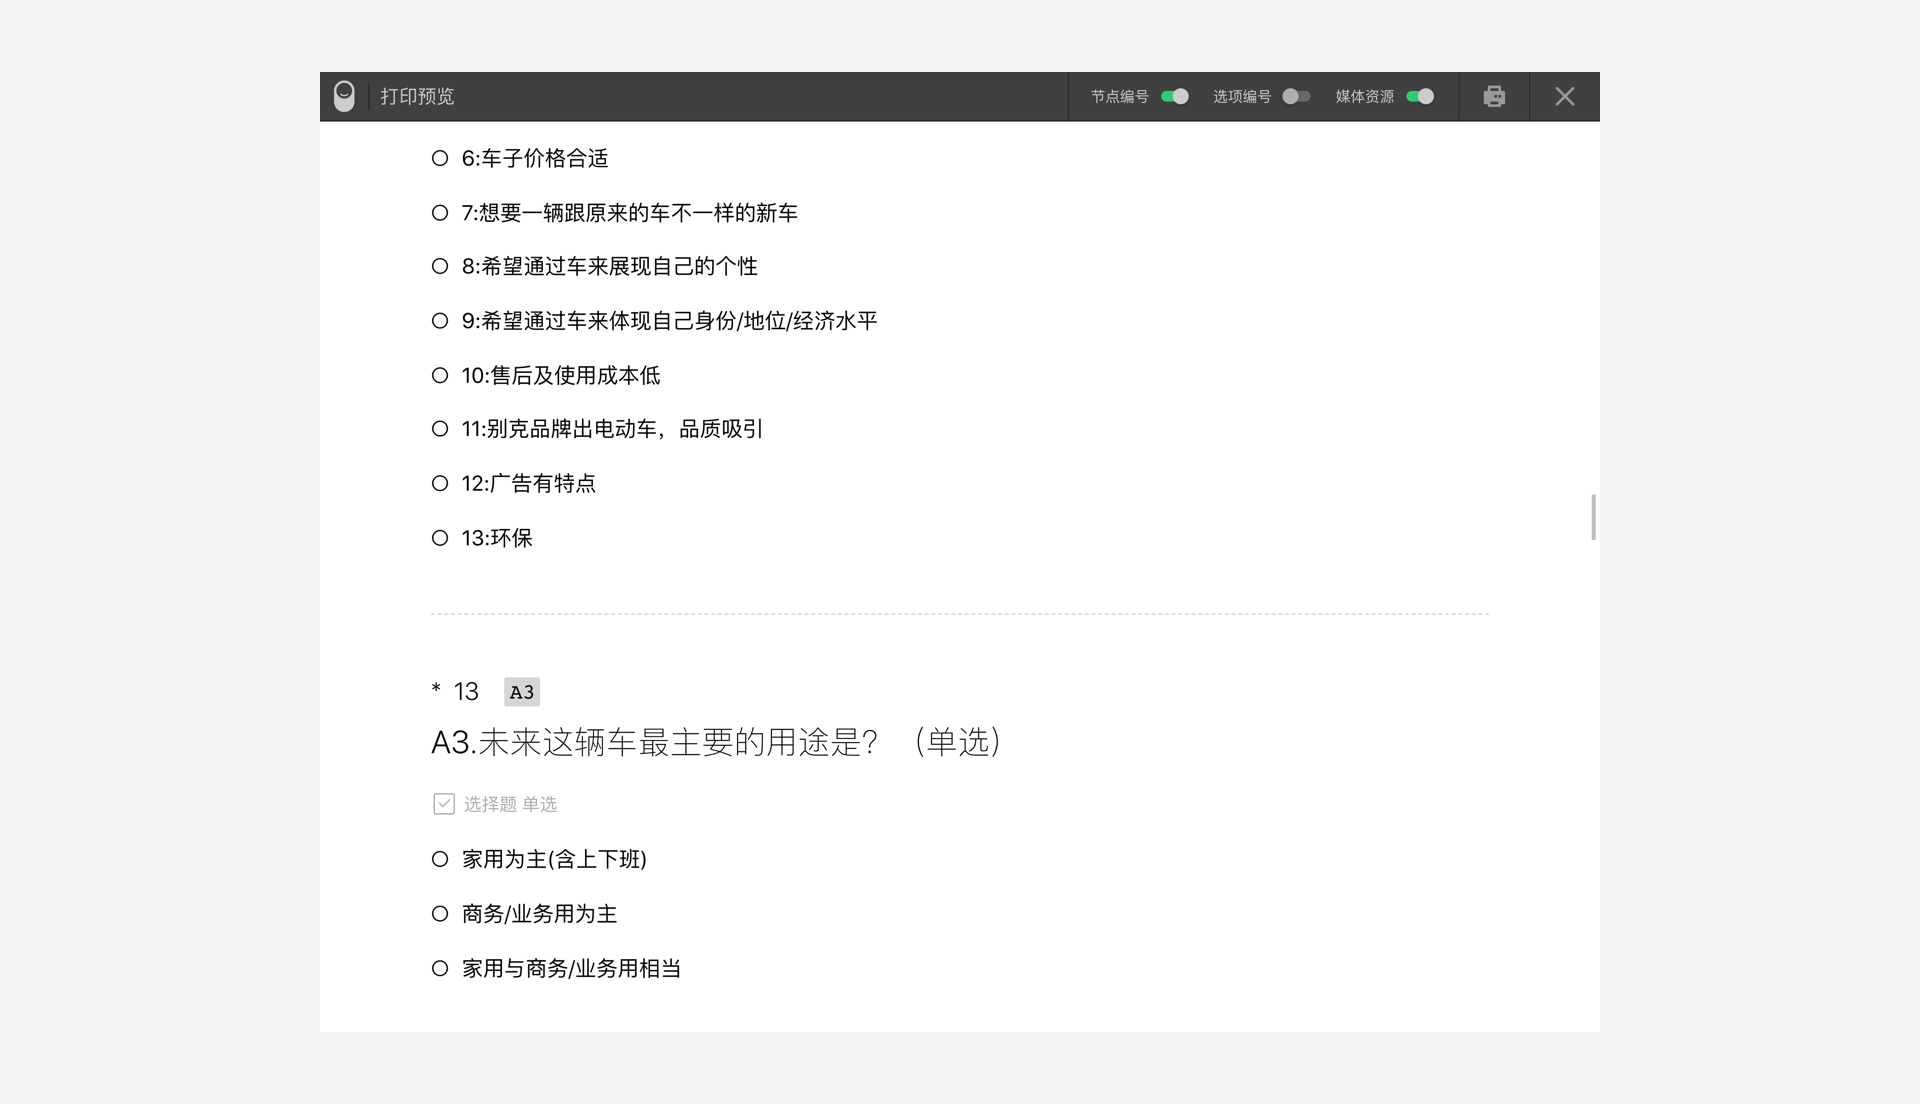 打印预览
节点编号
选项编号
媒体资源
6:车子价格合适
7:想要一辆跟原来的车不一样的新车
8:希望通过车来展现自己的个性
9:希望通过车来体现自己身份/地位/经济水平
10:售后及使用成本低
11:别克品牌出电动车，品质吸引
12:广告有特点
13:环保
* 13 A3
A3.未来这辆车最主要的用途是？（单选）
选择题 单选
家用为主(含上下班)
商务/业务用为主
家用与商务/业务用相当